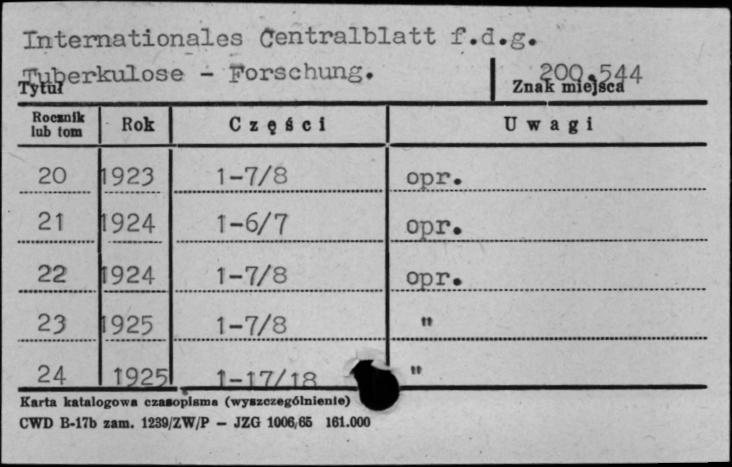 Internationales Centralblatt f.d.g.
Tuberkulose - Forschung.
200.544
Tytuł Znak miejsca
Rocznik lub tom Rok Części Uwagi
20 1923 1-7/8 opr.
21 1924 1-6/7 opr.
22 1924 1-7/8 opr.
23 1925 1-7/8 "
24 1925 1-17/18 "
Karta katalogowa czasopisma (wyszczególnienie)
CWD B-17b zam. 1239/ZW/P — JZG 1006/65 161.000